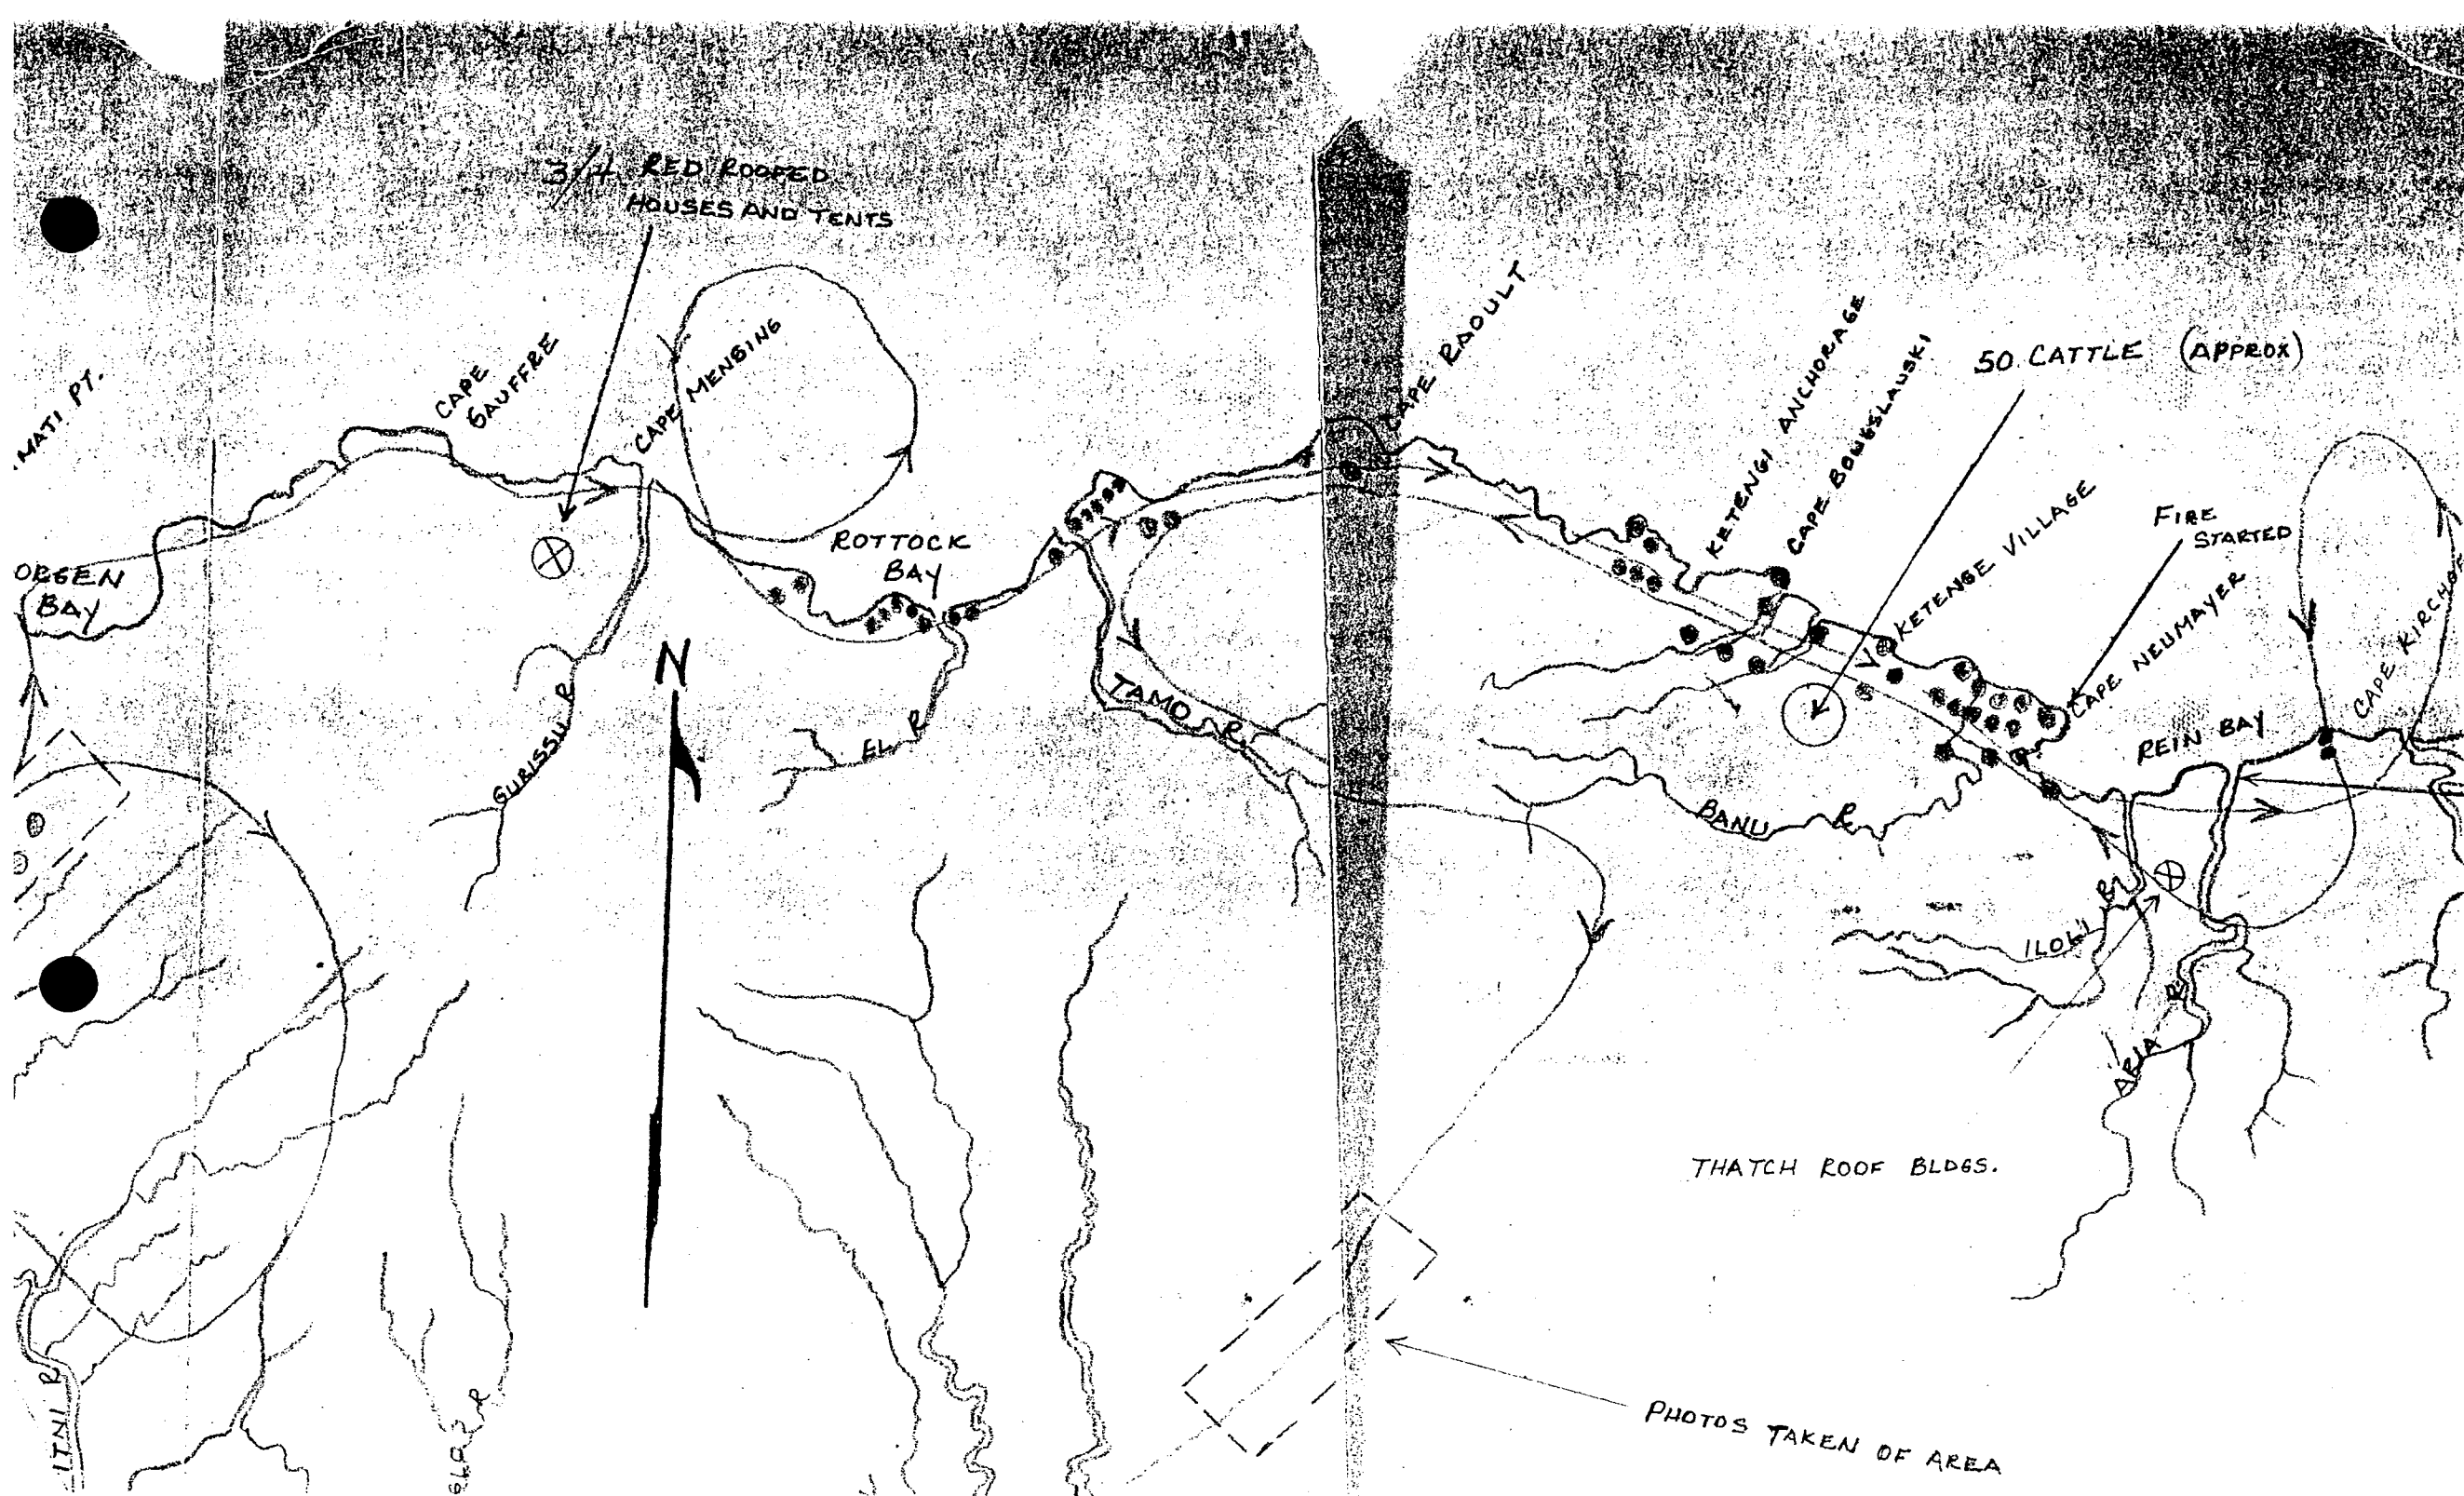 3/4 RED ROOFED
HOUSES AND TENTS
MATI PT.
CAPE
GAUFFRE
CAPE MENSING
CAPE RAOULT
KETENGI ANCHORAGE
CAPE BOWGSLAUSKI
50 CATTLE (APPROX)
KETENGE VILLAGE
FIRE
STARTED
CAPE NEUMAYER
CAPE KIRCHOF
ORGEN
BAY
ROTTOCK
BAY
N
GURISSU R
EL R
TAMO R.
REIN BAY
BANU R
ILOLI R
ARIA R.
THATCH ROOF BLDGS.
ITNI R
R
PHOTOS TAKEN OF AREA